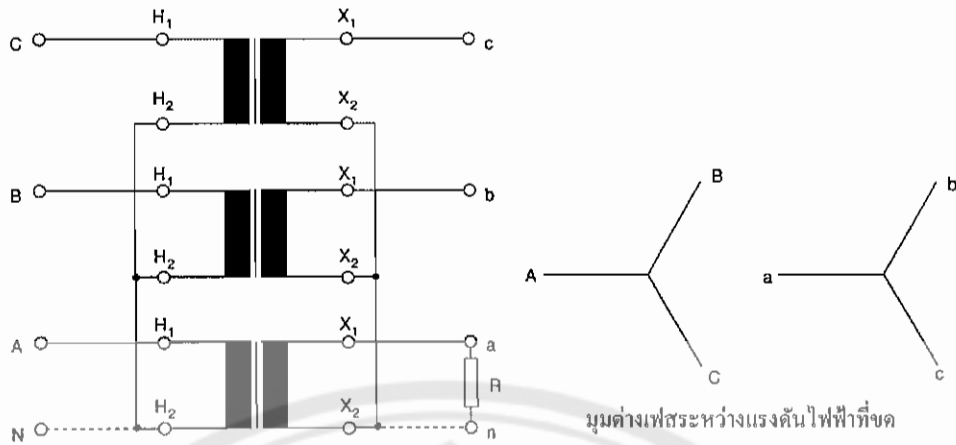 H₁ X₁
C c
H₂ X₂
H₁ X₁
B b
H₂ X₂
H₁ X₁
A a
R
H₂ X₂
N n
B b
A a
C c
มุมต่างเฟสระหว่างแรงดันไฟฟ้าที่ขด